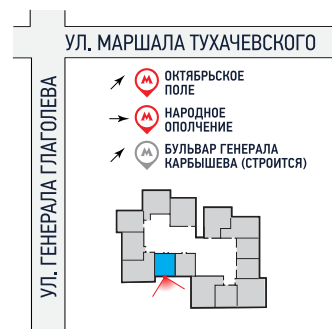 УЛ. МАРШАЛА ТУХАЧЕВСКОГО
УЛ. ГЕНЕРАЛА ГЛАГОЛЕВА
М ОКТЯБРЬСКОЕ
ПОЛЕ
М НАРОДНОЕ
ОПОЛЧЕНИЕ
М БУЛЬВАР ГЕНЕРАЛА
КАРБЫШЕВА (СТРОИТСЯ)